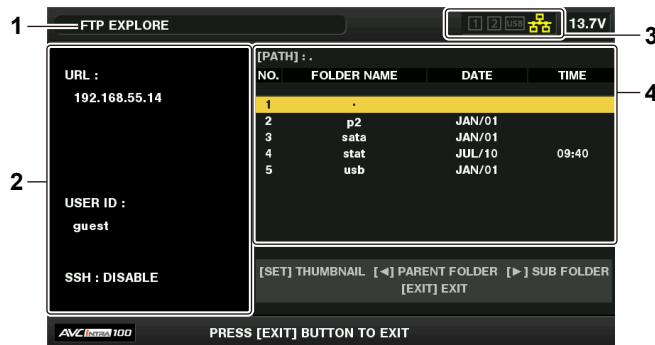 1
FTP EXPLORE
1 2 USB
13.7V
3
[PATH] : .
URL :
192.168.55.14
NO. FOLDER NAME DATE TIME
4
1 .
2 p2 JAN/01
3 sata JAN/01
4 stat JUL/10 09:40
5 usb JAN/01
2
USER ID :
guest
SSH : DISABLE
[SET] THUMBNAIL [◄] PARENT FOLDER [►] SUB FOLDER
[EXIT] EXIT
AVC INTRA 100
PRESS [EXIT] BUTTON TO EXIT